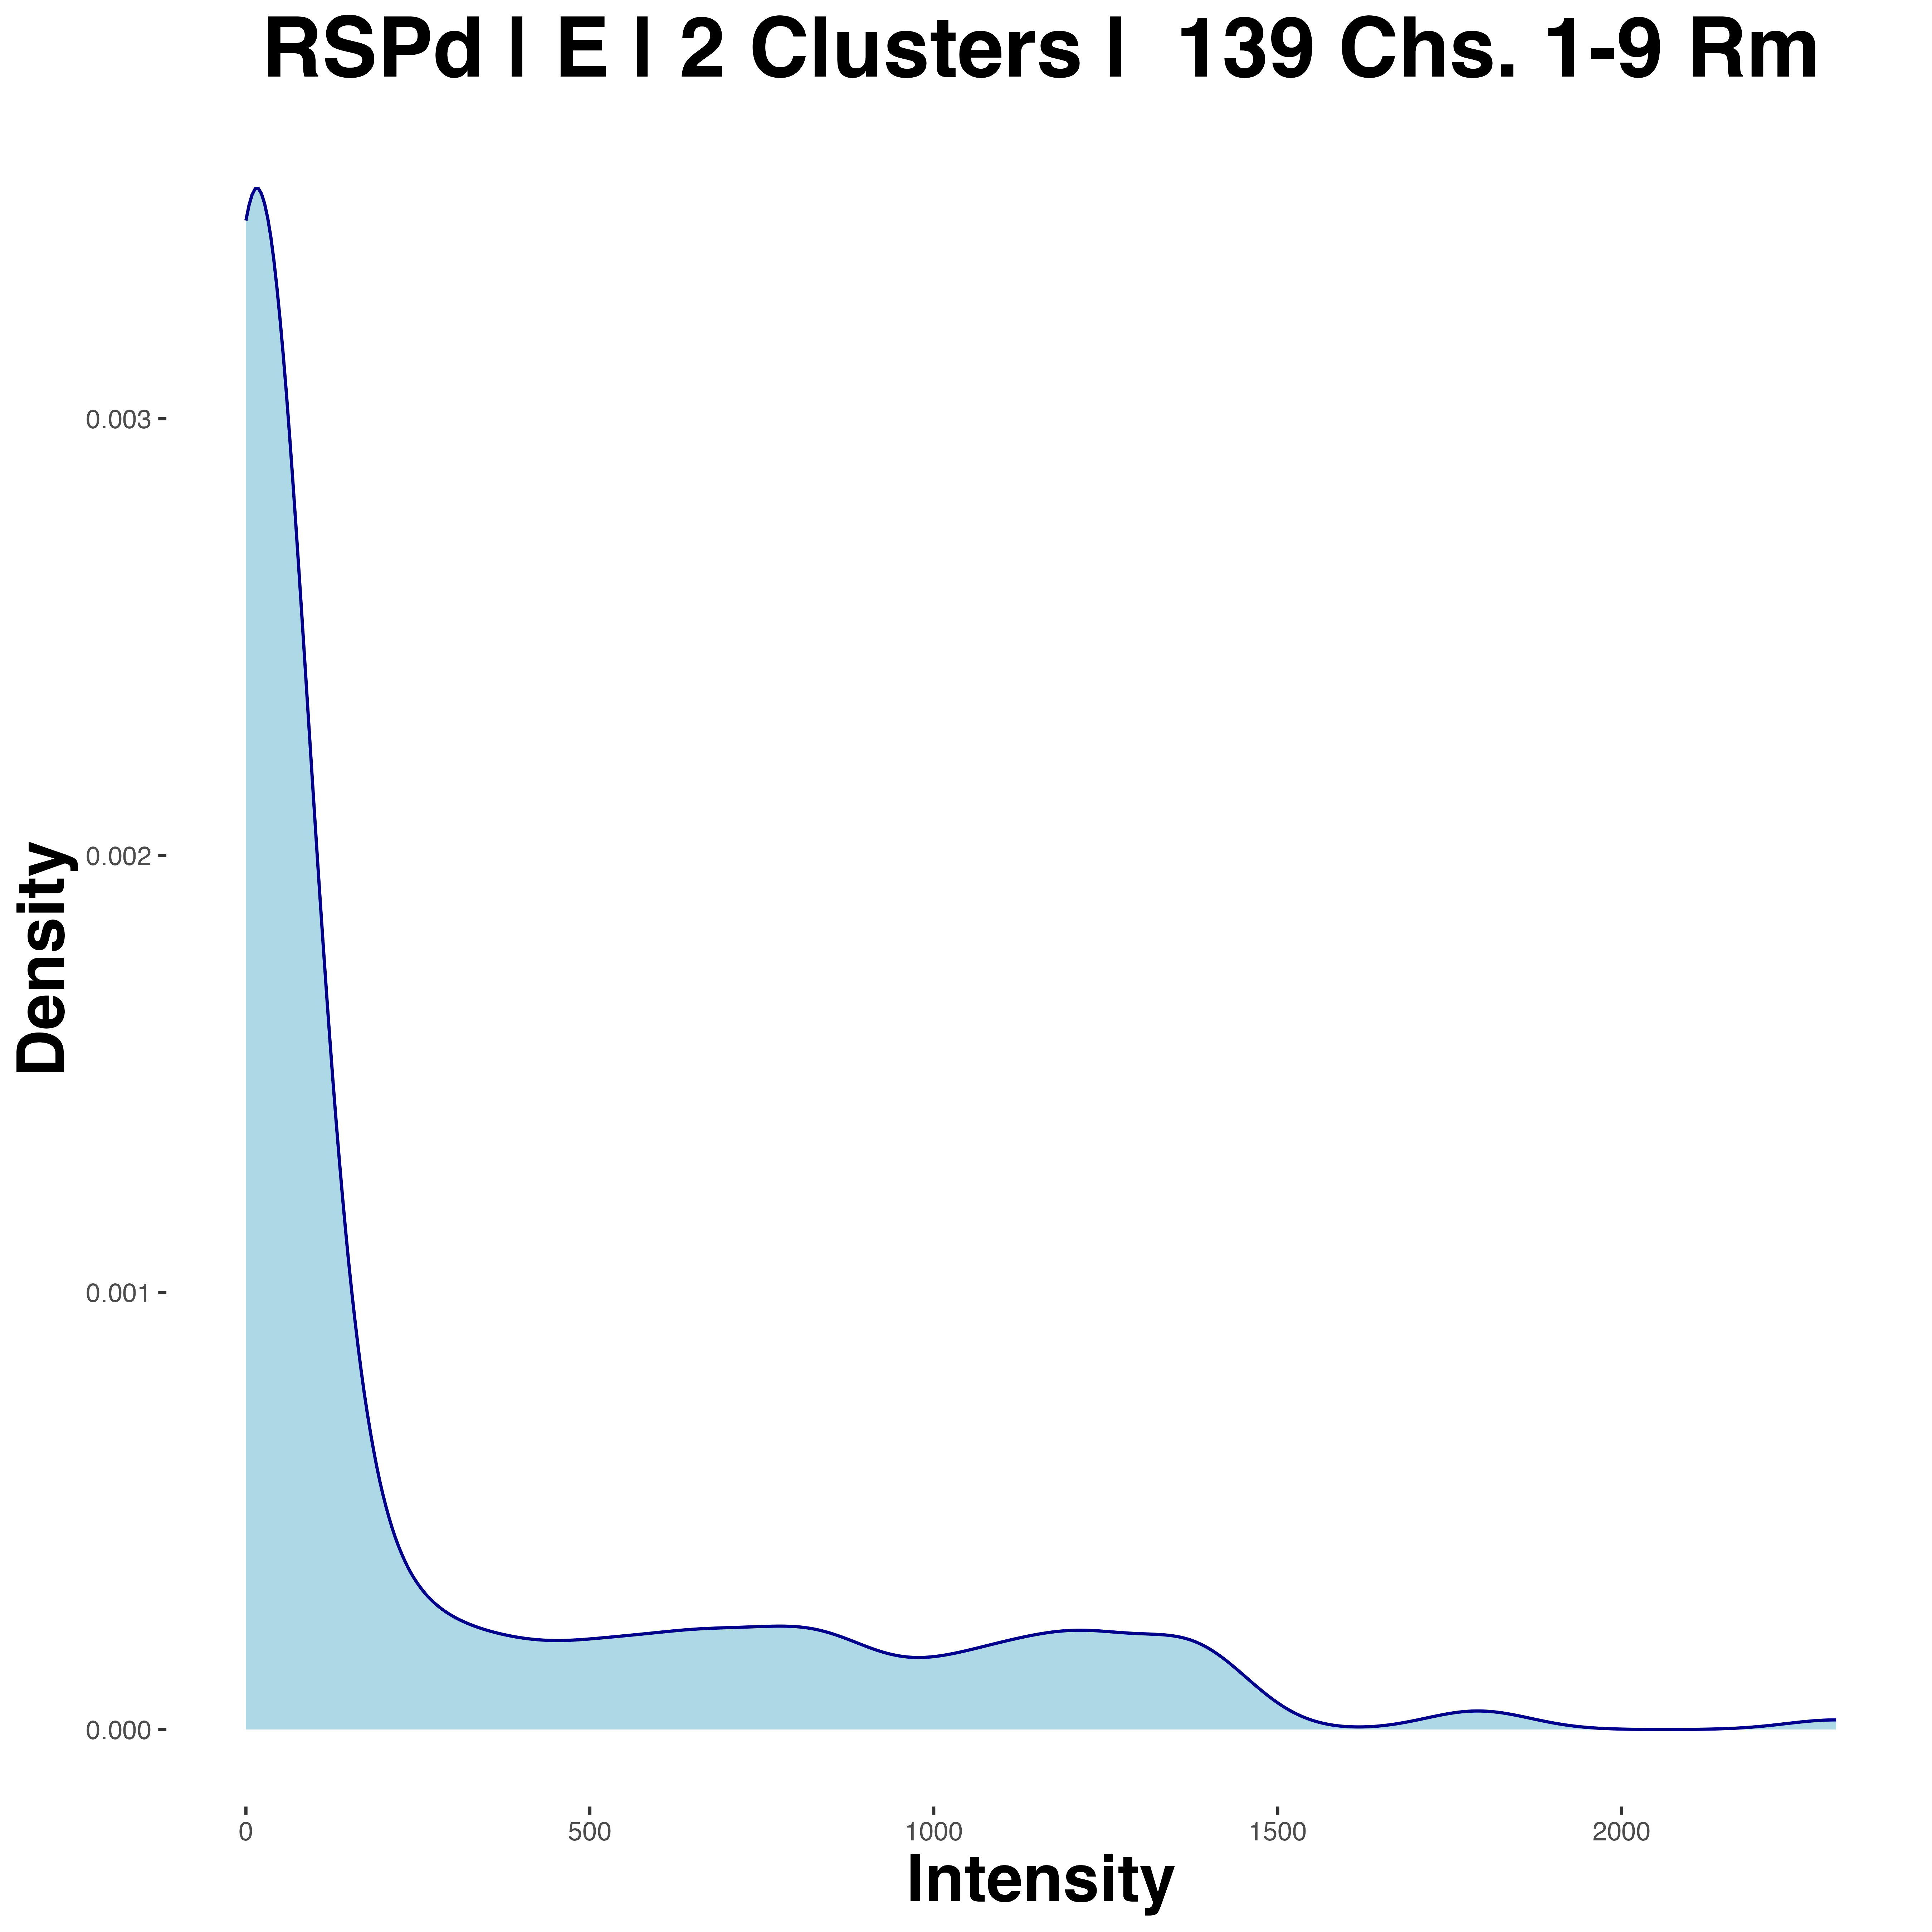 RSPd | E | 2 Clusters |  139 Chs. 1-9 Rm
Density
0.003
0.002
0.001
0.000
0 500 1000 1500 2000
Intensity